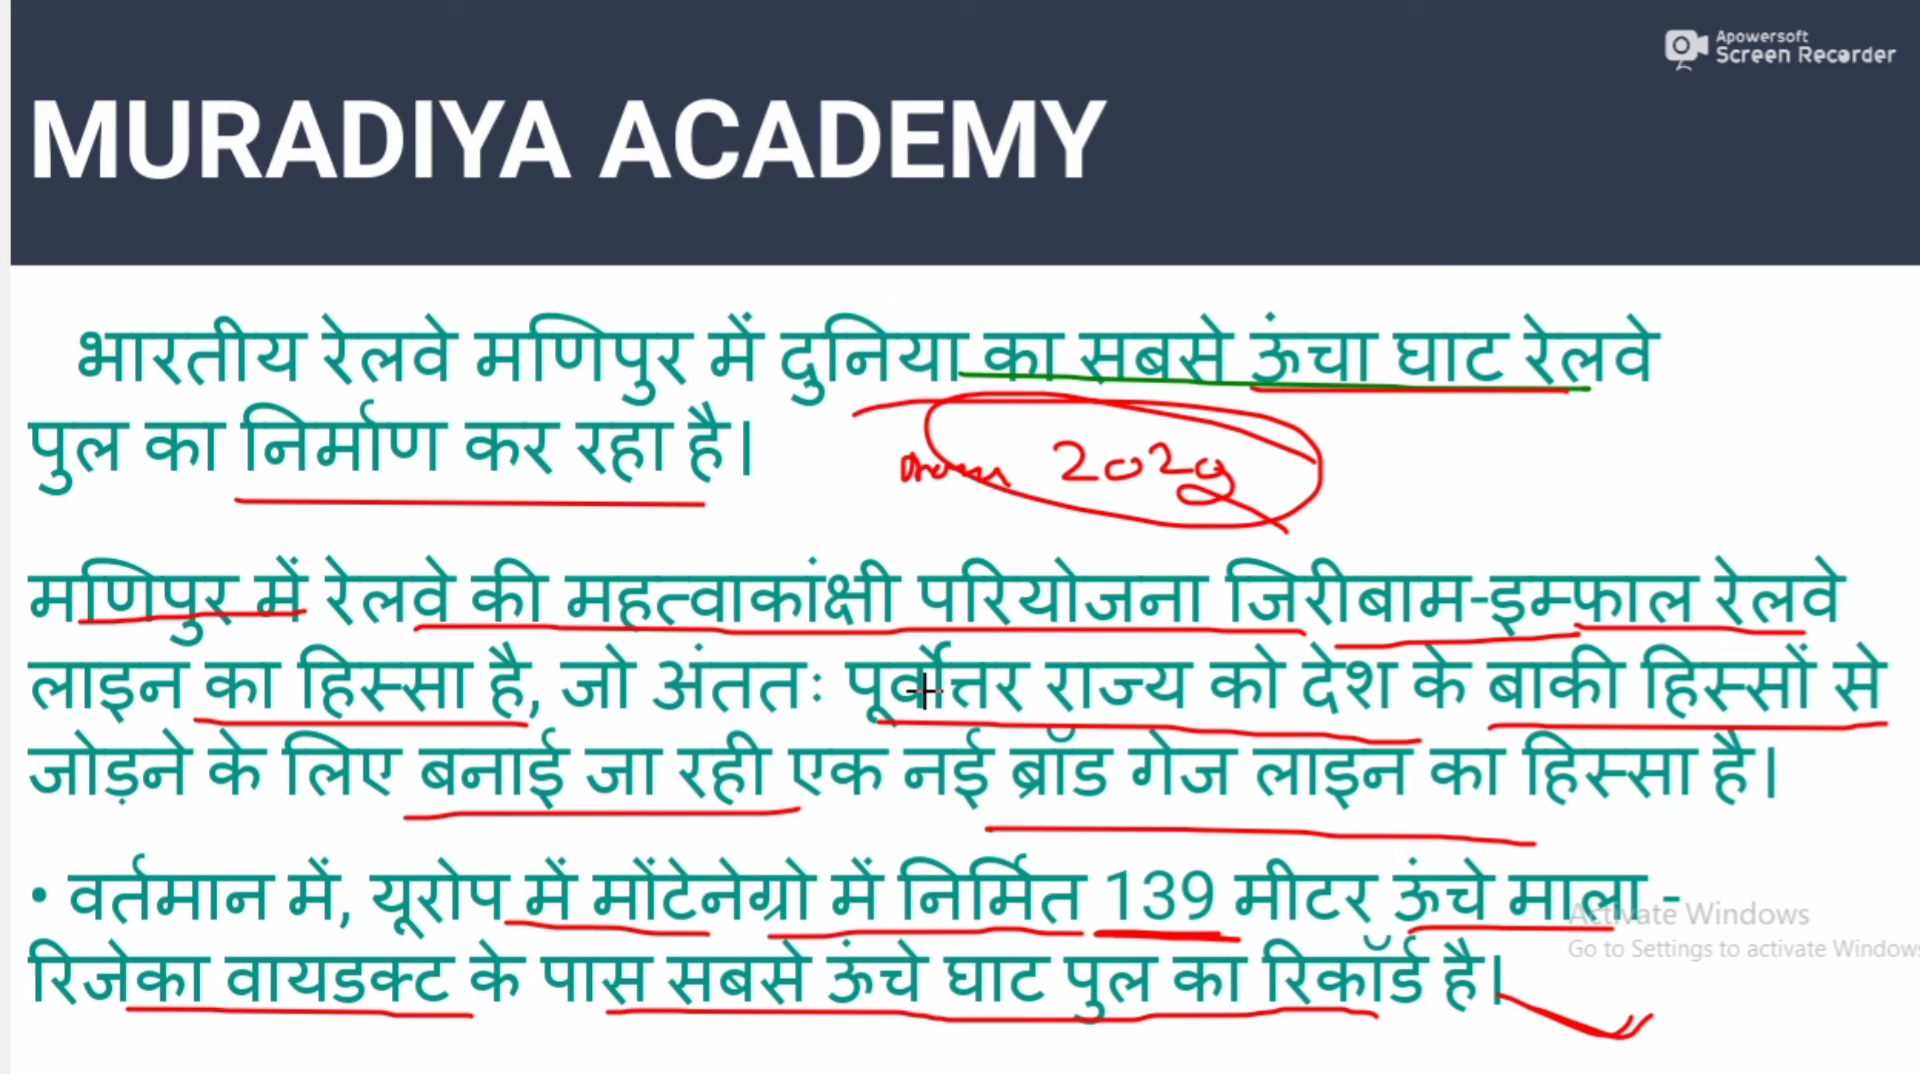 Apowersoft
Screen Recorder
MURADIYA ACADEMY
भारतीय रेलवे मणिपुर में दुनिया का सबसे ऊंचा घाट रेलवे
पुल का निर्माण कर रहा है।
मणिपुर में रेलवे की महत्वाकांक्षी परियोजना जिरीबाम-इम्फाल रेलवे
लाइन का हिस्सा है, जो अंततः पूर्वोत्तर राज्य को देश के बाकी हिस्सों से
जोड़ने के लिए बनाई जा रही एक नई ब्रॉड गेज लाइन का हिस्सा है।
• वर्तमान में, यूरोप में मोंटेनेग्रो में निर्मित 139 मीटर ऊंचे माला -
रिजेका वायडक्ट के पास सबसे ऊंचे घाट पुल का रिकॉर्ड है।
Activate Windows
Go to Settings to activate Windows